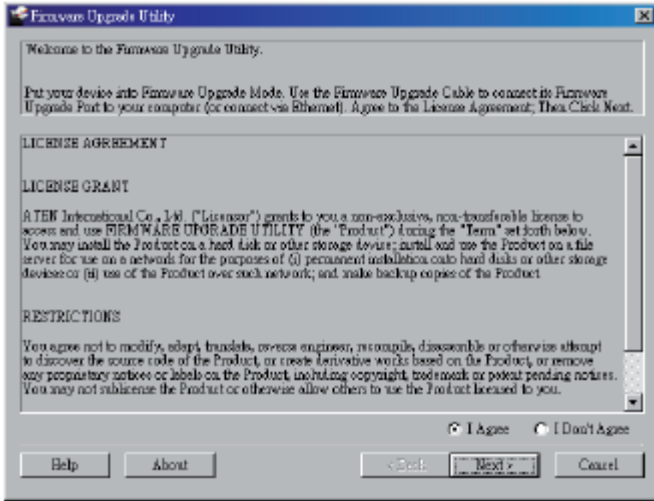 Firmware Upgrade Utility
Welcome to the Firmware Upgrade Utility.
Put your device into Firmware Upgrade Mode. Use the Firmware Upgrade Cable to connect its Firmware
Upgrade Port to your computer (or connect via Ethernet). Agree to the License Agreement; Then Click Next.
LICENSE AGREEMENT
LICENSE GRANT
ATEN International Co., Ltd. ("Licensor") grants to you a non-exclusive, non-transferable license to
access and use FIRMWARE UPGRADE UTILITY (the "Product") during the "Term" set forth below.
You may install the Product on a hard disk or other storage device; install and use the Product on a file
server for use on a network for the purposes of (i) permanent installation onto hard disks or other storage
devices or (ii) use of the Product over such network; and make backup copies of the Product
RESTRICTIONS
You agree not to modify, adapt, translate, reverse engineer, recompile, disassemble or otherwise attempt
to discover the source code of the Product, or create derivative works based on the Product, or remove
any proprietary notices or labels on the Product, including copyright, trademark or patent pending notices.
You may not sublicense the Product or otherwise allow others to use the Product licensed to you.
I Agree I Don't Agree
Help About < Back Next > Cancel